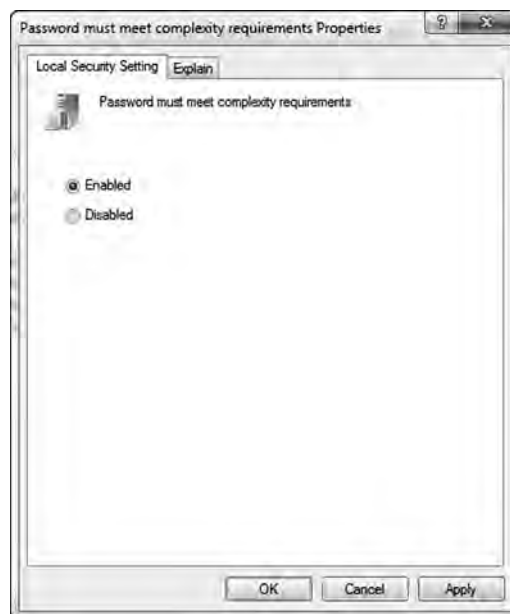 Password must meet complexity requirements Properties
Local Security Setting
Explain
Password must meet complexity requirements
Enabled
Disabled
OK
Cancel
Apply